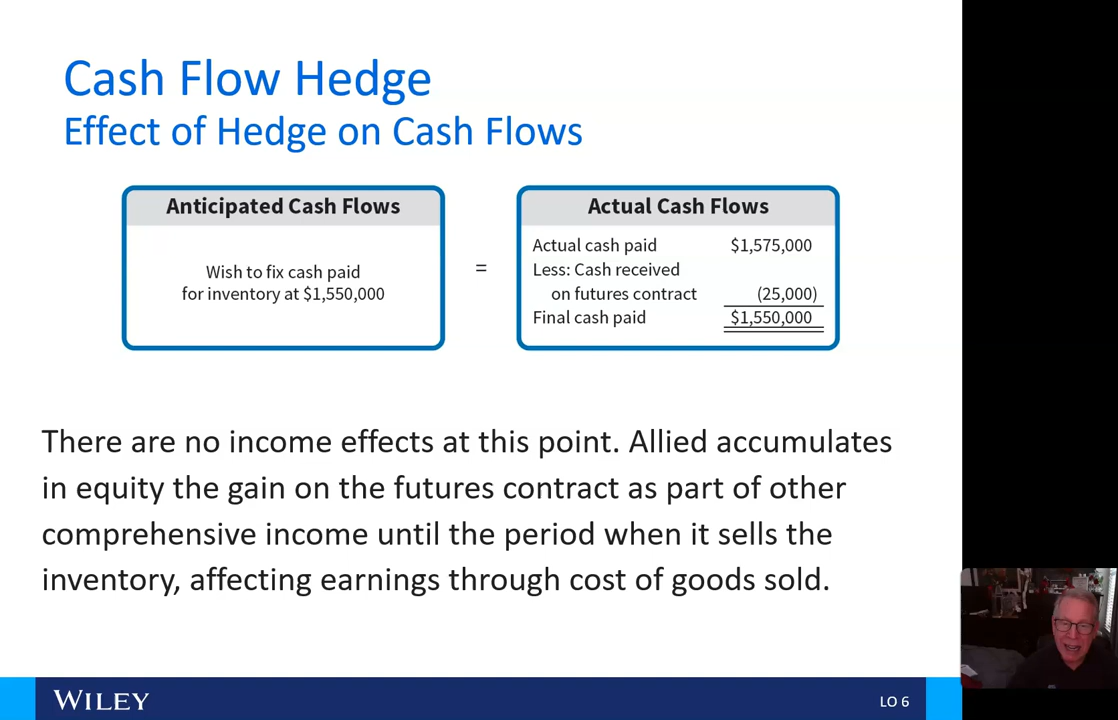 Cash Flow Hedge
Effect of Hedge on Cash Flows
Anticipated Cash Flows
Wish to fix cash paid
for inventory at $1,550,000
=
Actual Cash Flows
Actual cash paid $1,575,000
Less: Cash received
on futures contract (25,000)
Final cash paid $1,550,000
There are no income effects at this point. Allied accumulates
in equity the gain on the futures contract as part of other
comprehensive income until the period when it sells the
inventory, affecting earnings through cost of goods sold.
WILEY
LO 6